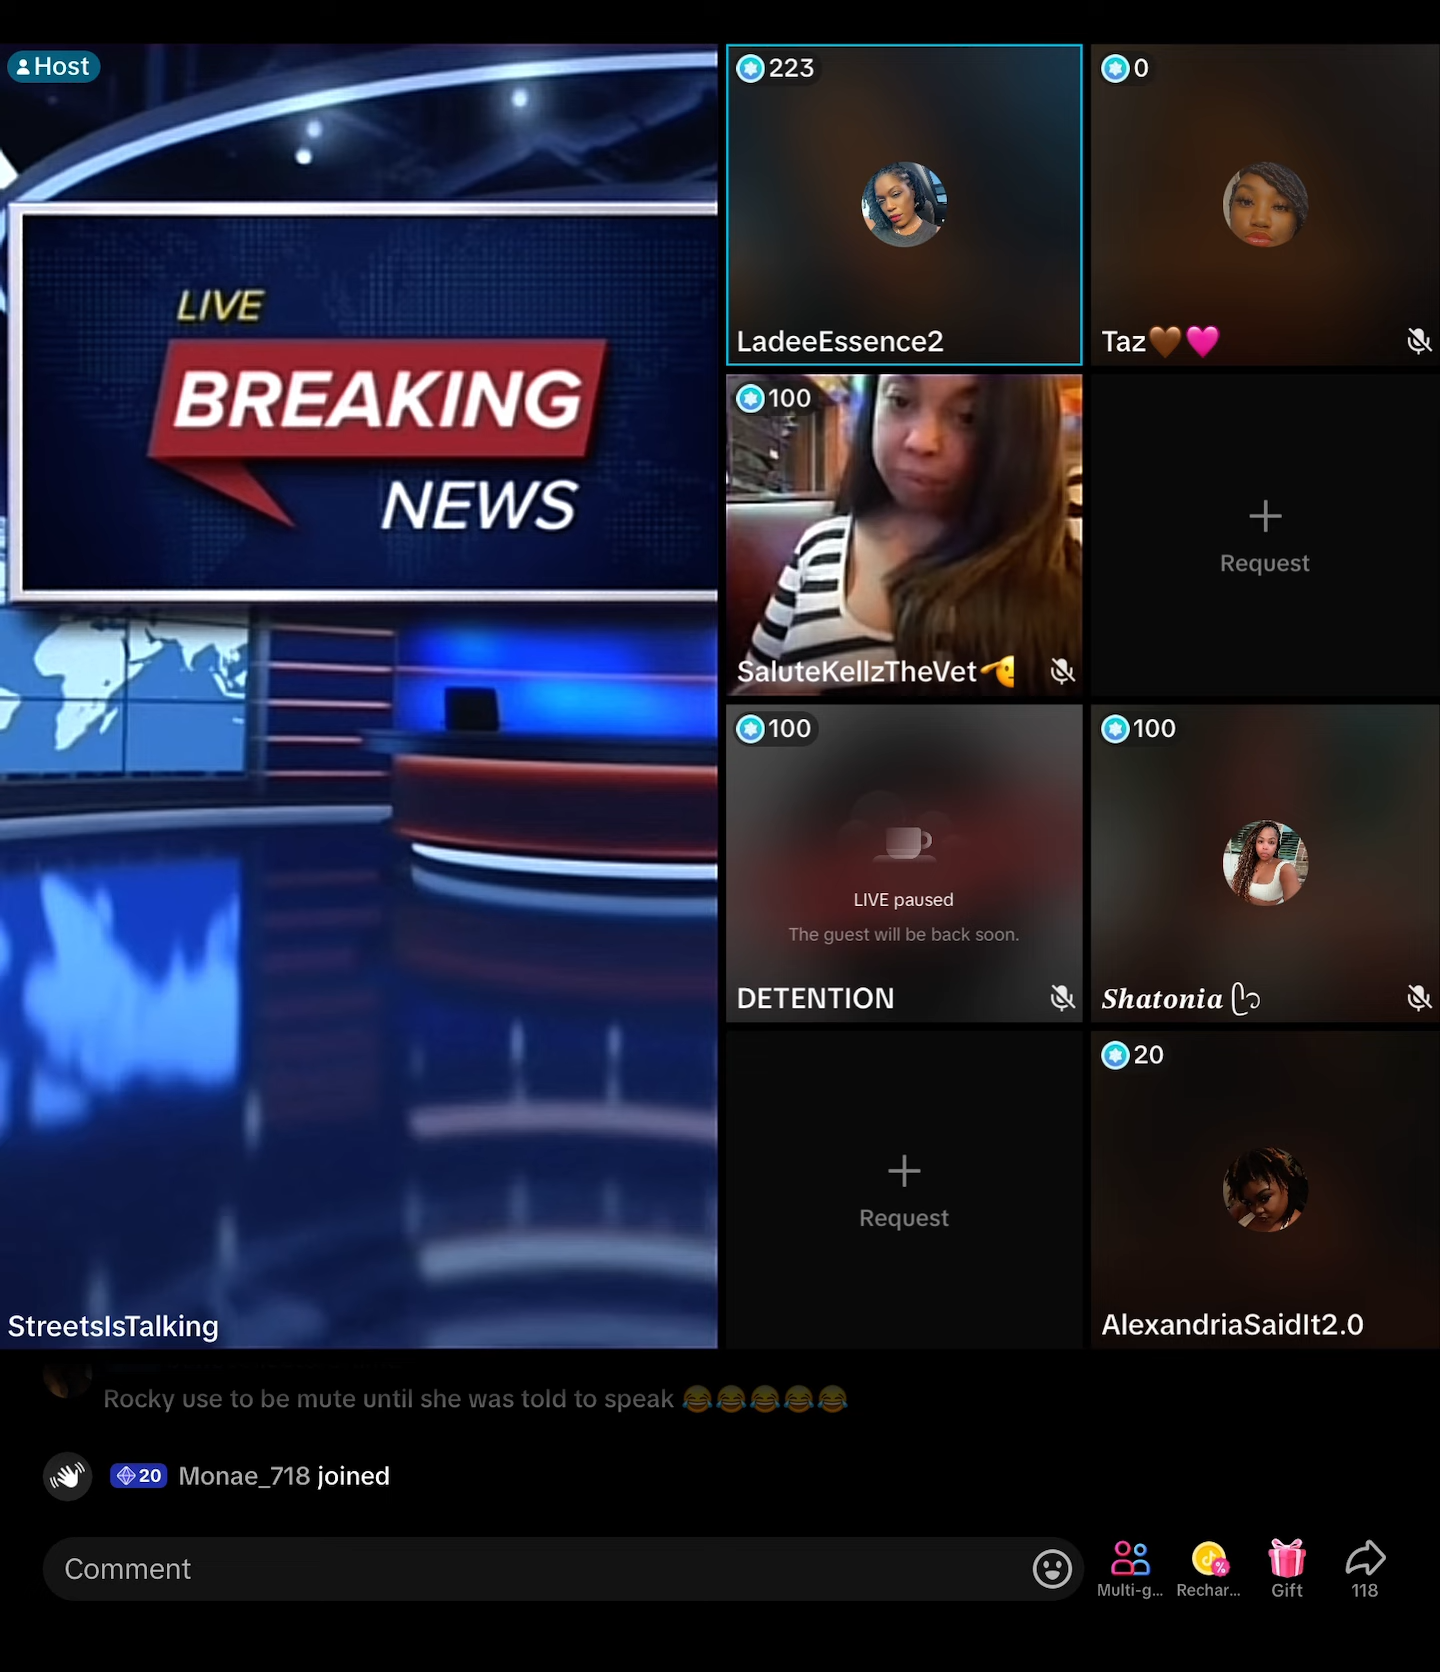 Host
LIVE
BREAKING
NEWS
StreetsIsTalking
223
LadeeEssence2
0
Taz🤎🩷
100
SaluteKellzTheVet🫡
Request
100
LIVE paused
The guest will be back soon.
DETENTION
100
Shatonia
Request
20
AlexandriaSaidIt2.0
Rocky use to be mute until she was told to speak 😂😂😂😂😂
20 Monae_718 joined
Comment
Multi-g...
Rechar...
Gift
118